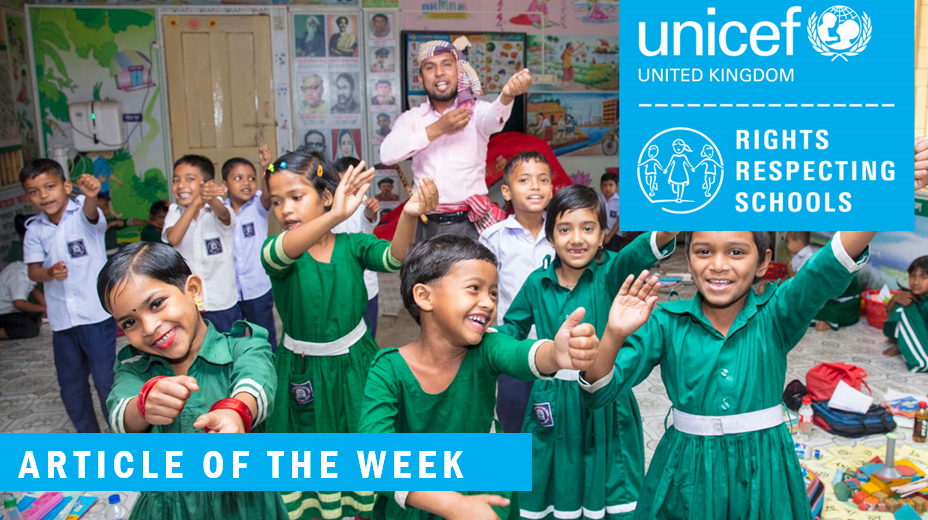 unicef
UNITED KINGDOM
RIGHTS
RESPECTING
SCHOOLS
ARTICLE OF THE WEEK